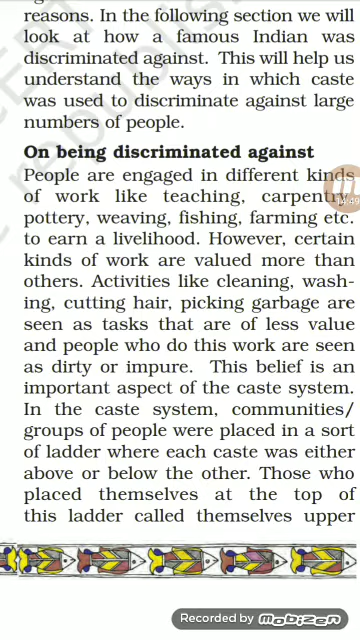 reasons. In the following section we will
look at how a famous Indian was
discriminated against. This will help us
understand the ways in which caste
was used to discriminate against large
numbers of people.
On being discriminated against
People are engaged in different kinds
of work like teaching, carpentry,
pottery, weaving, fishing, farming etc.
to earn a livelihood. However, certain
kinds of work are valued more than
others. Activities like cleaning, wash-
ing, cutting hair, picking garbage are
seen as tasks that are of less value
and people who do this work are seen
as dirty or impure. This belief is an
important aspect of the caste system.
In the caste system, communities/
groups of people were placed in a sort
of ladder where each caste was either
above or below the other. Those who
placed themselves at the top of
this ladder called themselves upper
14:49
Recorded by mobizen